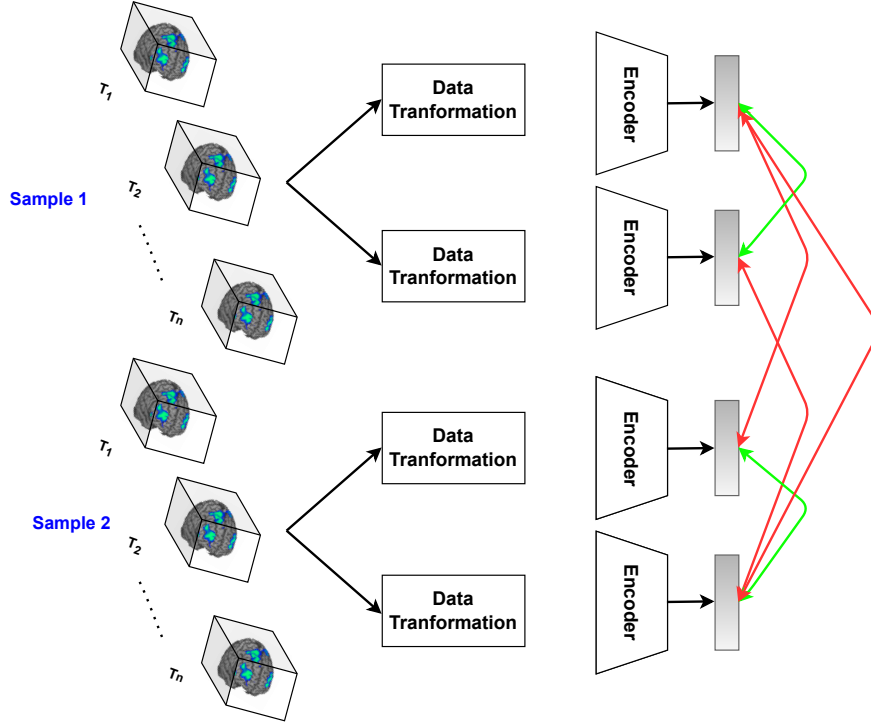 T1
Data
Tranformation
Encoder
T2
Sample 1
Data
Tranformation
Encoder
Tn
T1
Data
Tranformation
Encoder
Sample 2
T2
Data
Tranformation
Encoder
Tn